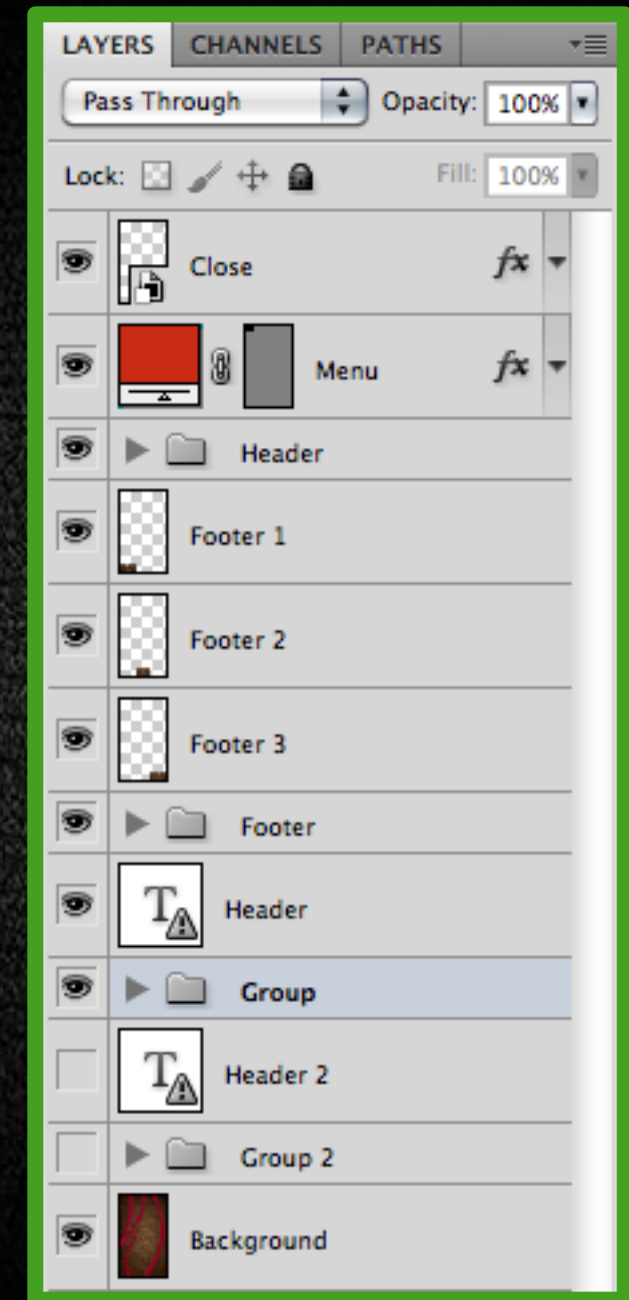 LAYERS CHANNELS PATHS
Pass Through Opacity: 100%
Lock: Fill: 100%
Close fx
Menu fx
Header
Footer 1
Footer 2
Footer 3
Footer
T Header
Group
T Header 2
Group 2
Background